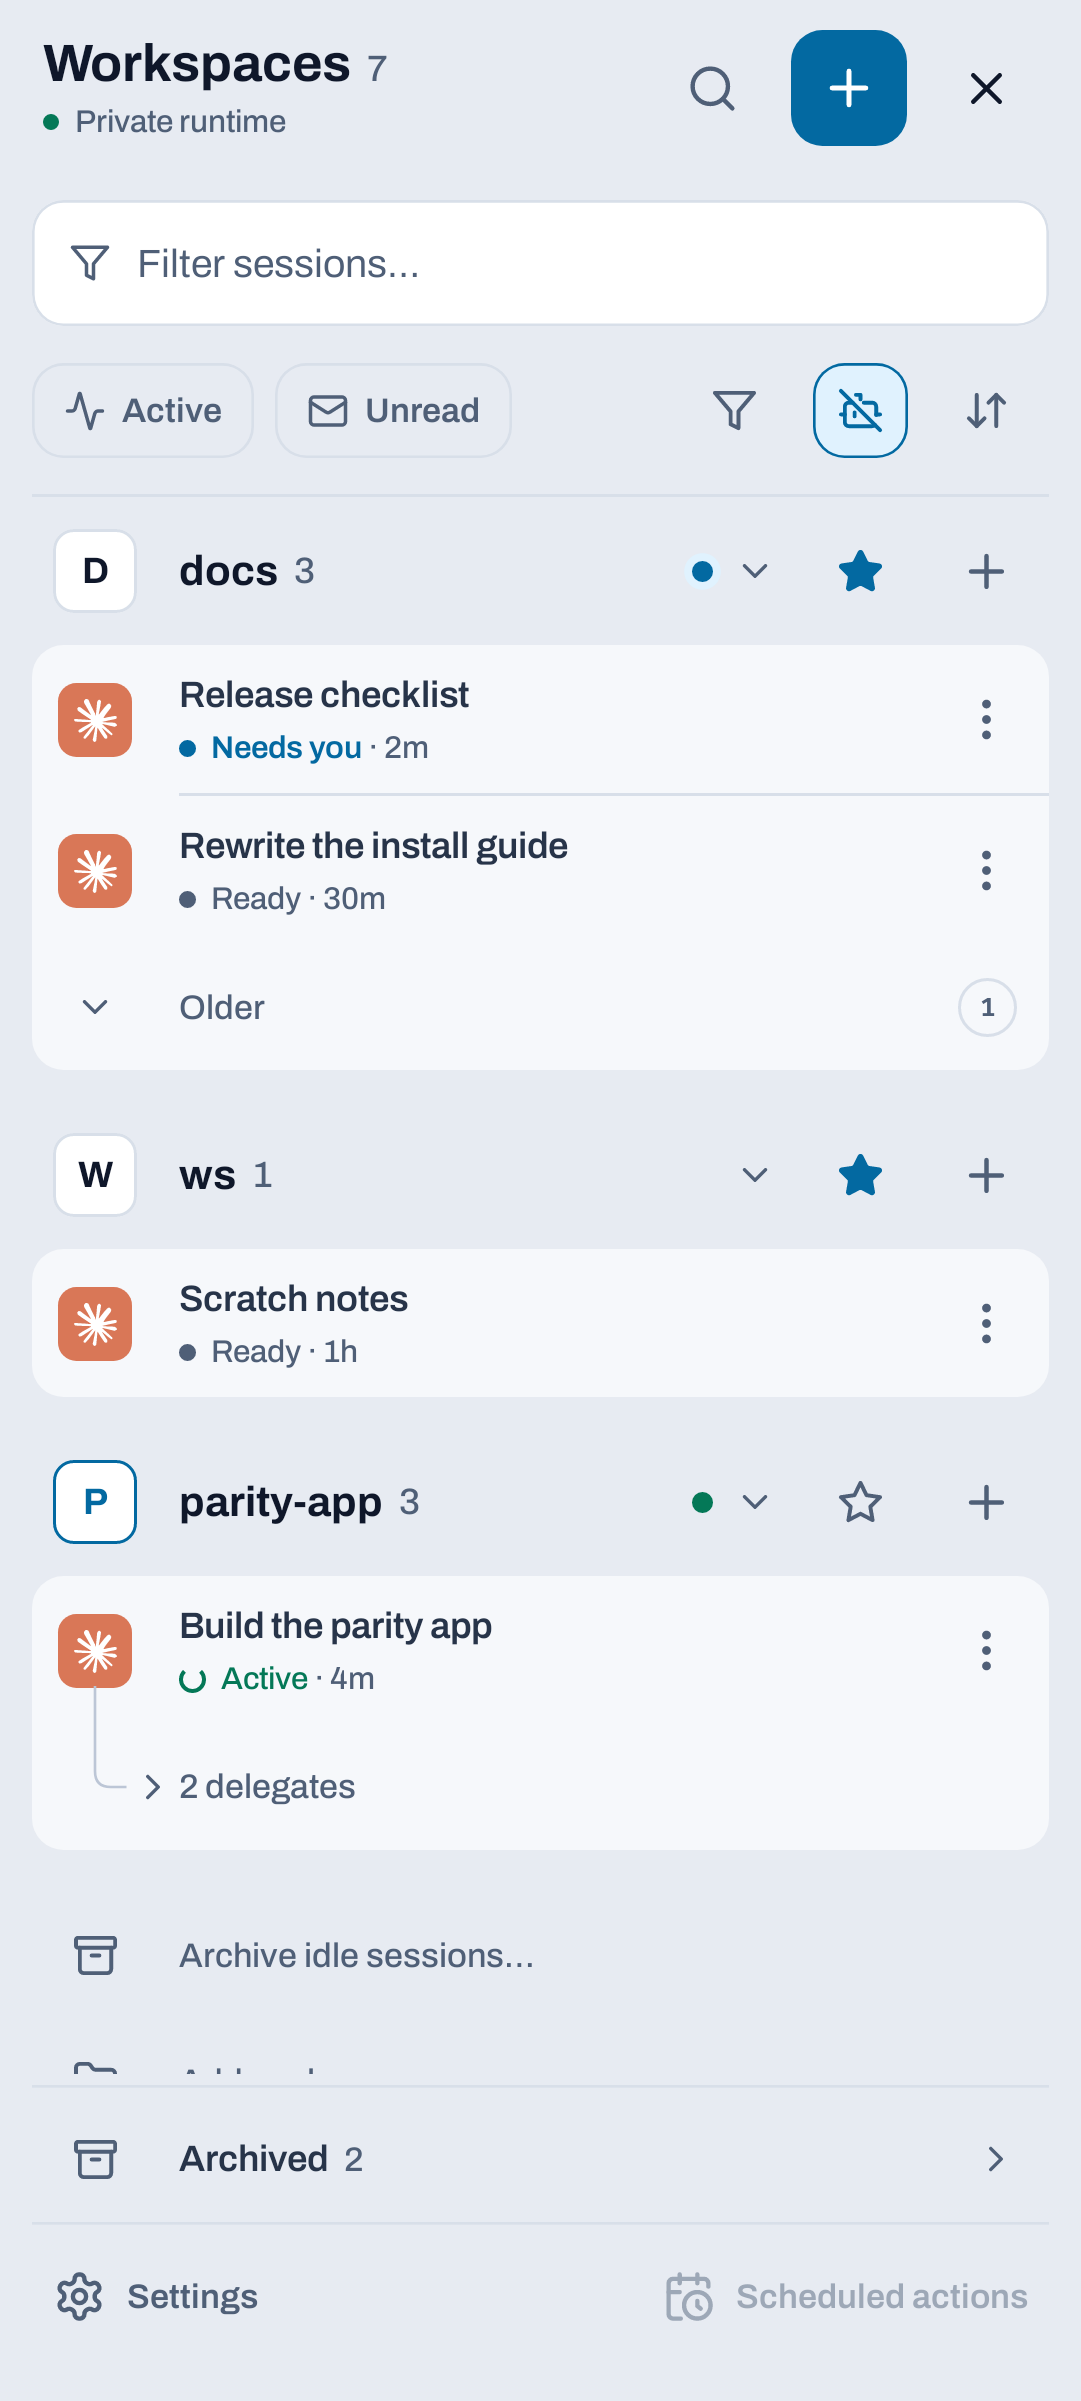 Workspaces 7
Private runtime
Filter sessions...
Active
Unread
D
docs 3
Release checklist
Needs you · 2m
Rewrite the install guide
Ready · 30m
Older
1
W
ws 1
Scratch notes
Ready · 1h
P
parity-app 3
Build the parity app
Active · 4m
2 delegates
Archive idle sessions...
Archived 2
Settings
Scheduled actions